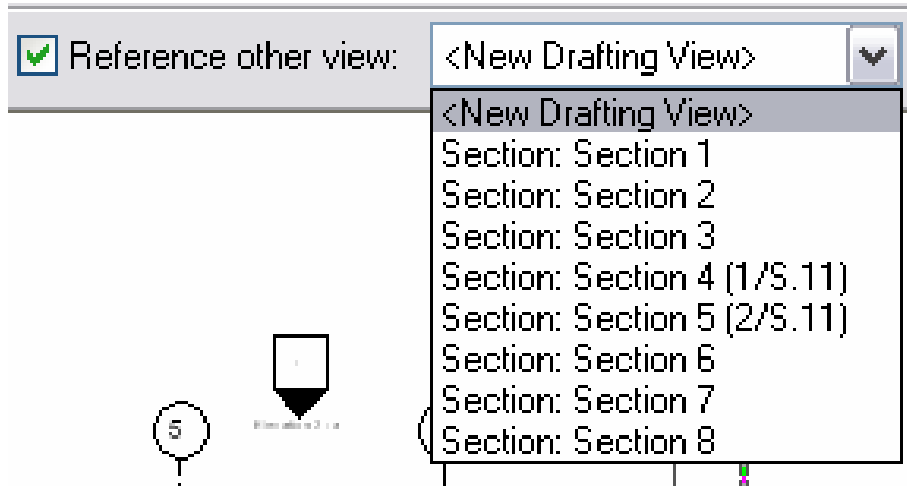 Reference other view: <New Drafting View>
<New Drafting View>
Section: Section 1
Section: Section 2
Section: Section 3
Section: Section 4 (1/S.11)
Section: Section 5 (2/S.11)
Section: Section 6
Section: Section 7
Section: Section 8
5